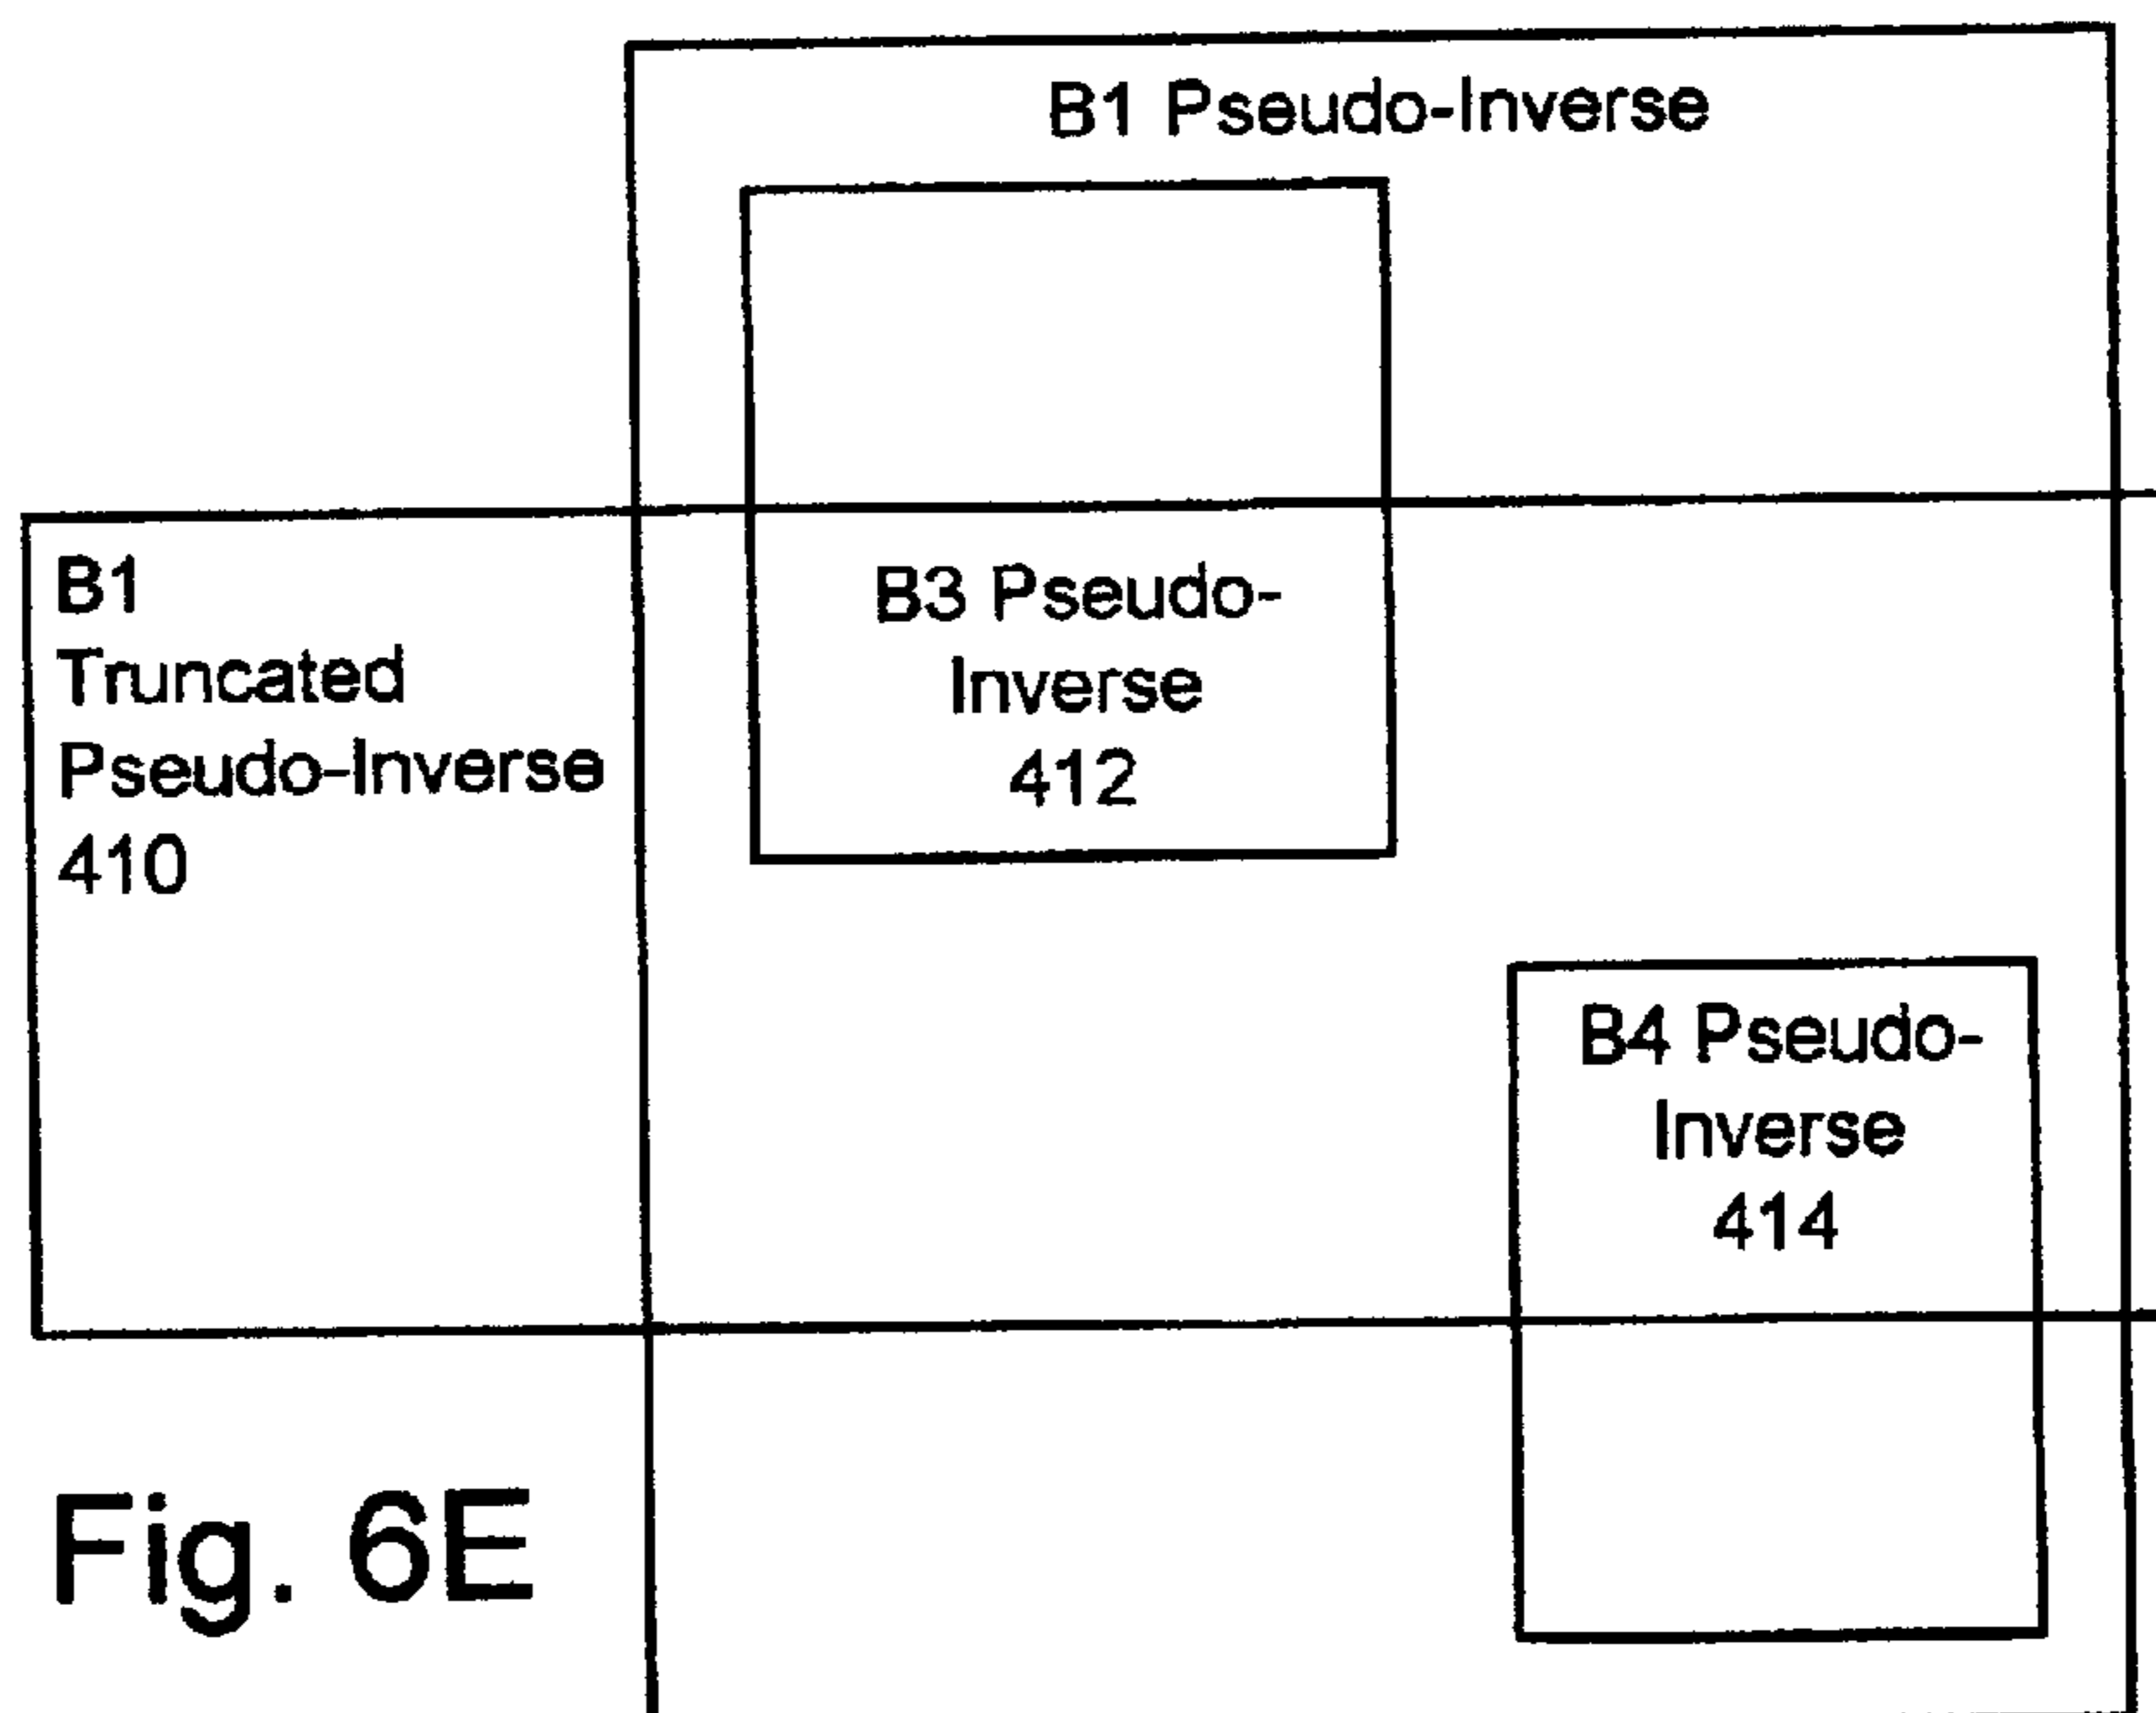 B1 Pseudo-Inverse
B1
Truncated
Pseudo-Inverse
410
B3 Pseudo-
Inverse
412
B4 Pseudo-
Inverse
414
Fig. 6E